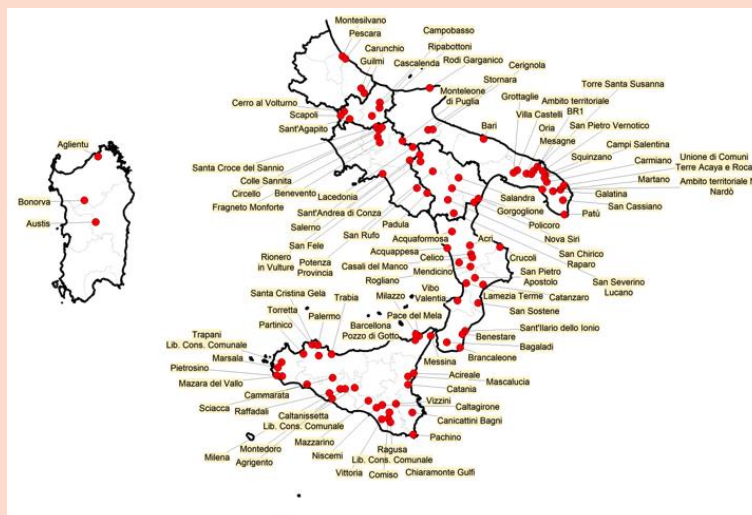 Montesilvano
Pescara
Campobasso
Carunchio
Ripabottoni
Guilmi
Cascalenda
Rodi Garganico
Cerignola
Stornara
Torre Santa Susanna
Monteleone
di Puglia
Grottaglie
Ambito territoriale
BR1
Cerro al Volturno
Scapoli
Sant'Agapito
Bari
Villa Castelli
Oria
San Pietro Vernotico
Mesagne
Campi Salentina
Squinzano
Carmiano
Unione di Comuni
Terre Acaya e Roca
Martano
Ambito territoriale N
Nardò
Galatina
San Cassiano
Patù
Aglientu
Bonorva
Austis
Santa Croce del Sannio
Colle Sannita
Circello
Benevento
Fragneto Monforte
Lacedonia
Sant'Andrea di Conza
Salerno
San Fele
Rionero
in Vulture
Potenza
Provincia
San Rufo
Padula
Salandra
Gorgoglione
Policoro
Nova Siri
San Chirico
Raparo
San Severino
Lucano
Acquaformosa
Acri
Acquappesa
Celico
Crucoli
Casali del Manco
Mendicino
San Pietro
Apostolo
Rogliano
Vibo
Valentia
Lamezia Terme
Catanzaro
San Sostene
Sant'Ilario dello Ionio
Benestare
Bagaladi
Brancaleone
Santa Cristina Gela
Trabia
Milazzo
Pace del Mela
Torretta
Palermo
Partinico
Barcellona
Pozzo di Gotto
Trapani
Lib. Cons. Comunale
Marsala
Pietrosino
Mazara del Vallo
Messina
Acireale
Mascalucia
Catania
Sciacca
Cammarata
Raffadali
Caltanissetta
Lib. Cons. Comunale
Vizzini
Caltagirone
Canicattini Bagni
Montedoro
Mazzarino
Milena
Agrigento
Niscemi
Ragusa
Lib. Cons. Comunale
Pachino
Vittoria
Comiso
Chiaramonte Gulfi